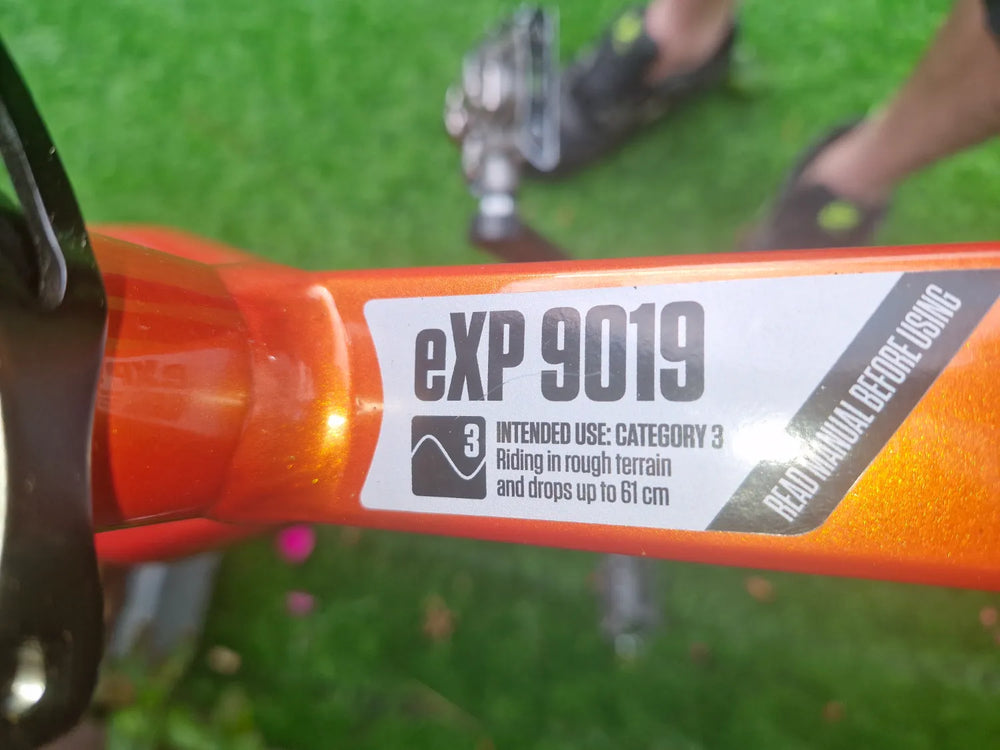 eXP 9019
3
INTENDED USE: CATEGORY 3
Riding in rough terrain
and drops up to 61 cm
READ MANUAL BEFORE USING